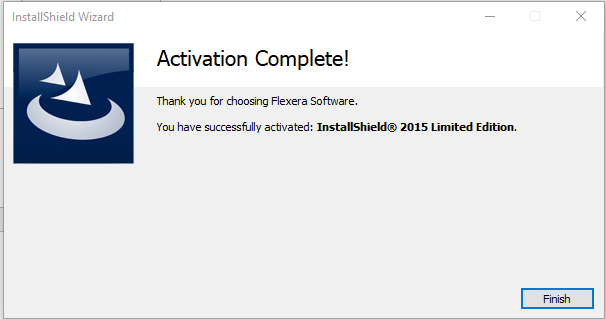 InstallShield Wizard
Activation Complete!
Thank you for choosing Flexera Software.
You have successfully activated: InstallShield® 2015 Limited Edition.
Finish